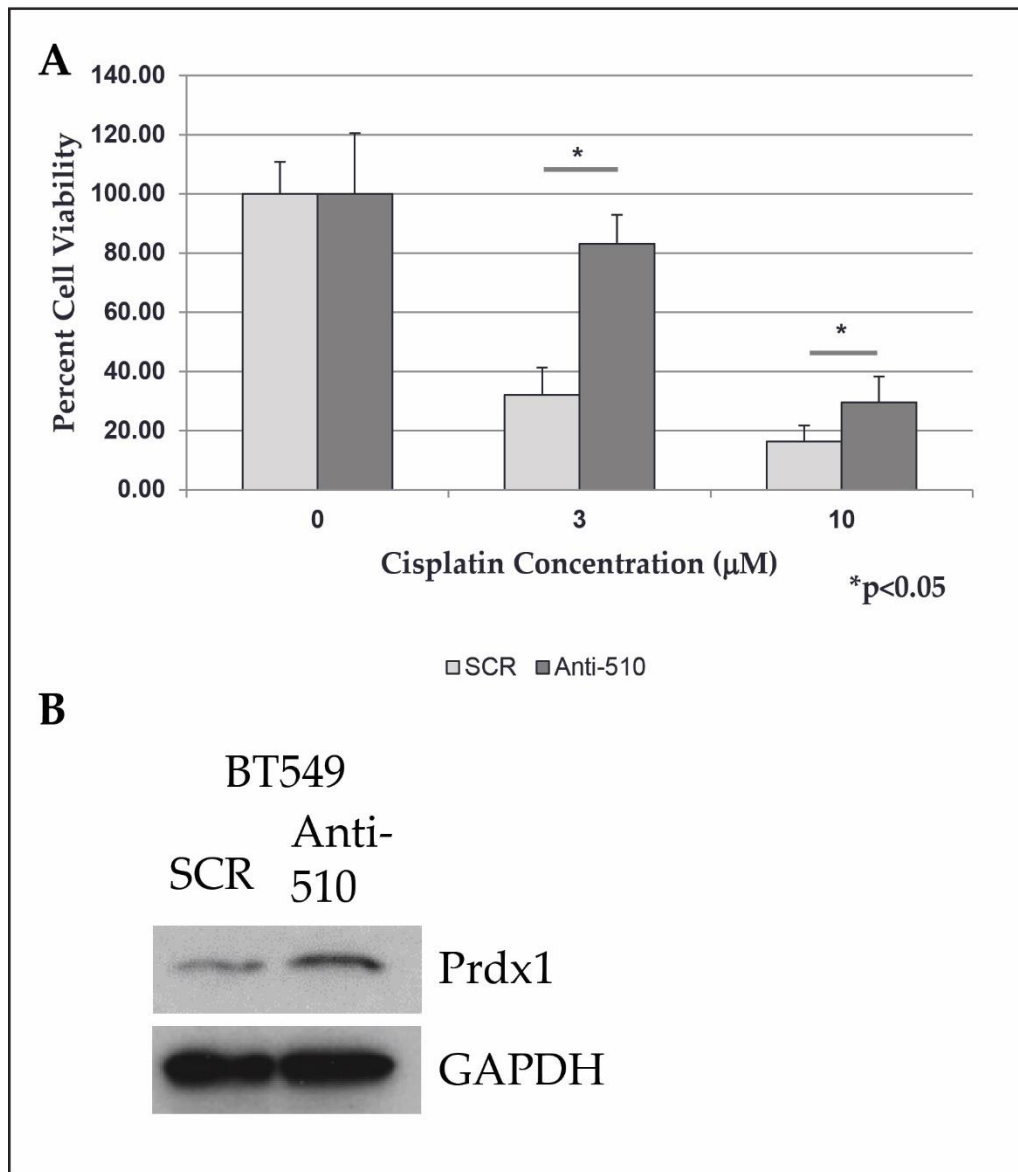 A
140.00
120.00
100.00
80.00
60.00
40.00
20.00
0.00
Percent Cell Viability
*
*
0 3 10
Cisplatin Concentration (μM)
*p<0.05
SCR Anti-510
B
BT549
SCR Anti-
510
Prdx1
GAPDH